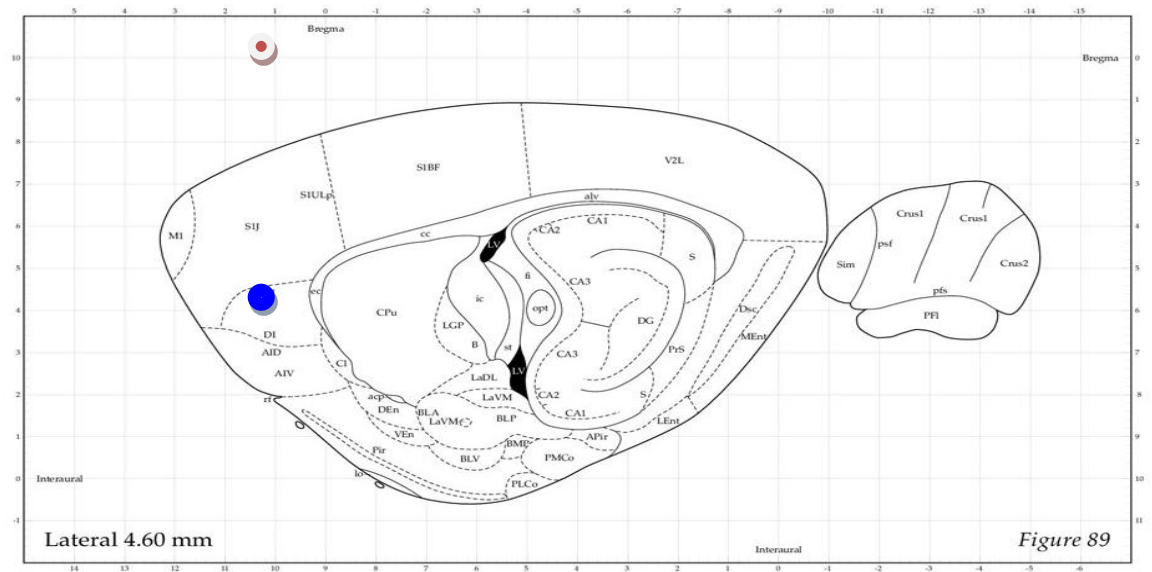 5 4 3 2 1 0 -1 -2 -3 -4 -5 -6 -7 -8 -9 -10 -11 -12 -13 -14 -15
Bregma
10 Bregma 0
9 1
8 2
S1BF V2L
7 3
S1ULp alv
Crus1 Crus1
CA1
6 M1 S1J cc LV CA2 4
psf
S
Sim Crus2
5 fi CA3 5
ec pfs
ic
4 CPu opt Dsc 6
LGP DG PFl
DI MEnt
B st
3 AID CA3 PrS 7
Cl
AIV LaDL LV
2 rf acp LaVM CA2 S 8
DEn BLA LaVM BLP CA1 LEnt
1 VEn APir 9
Pir BMP
BLV PMCo
lo
0 Interaural PLCo 10
-1 11
Lateral 4.60 mm Figure 89
Interaural
14 13 12 11 10 9 8 7 6 5 4 3 2 1 0 -1 -2 -3 -4 -5 -6